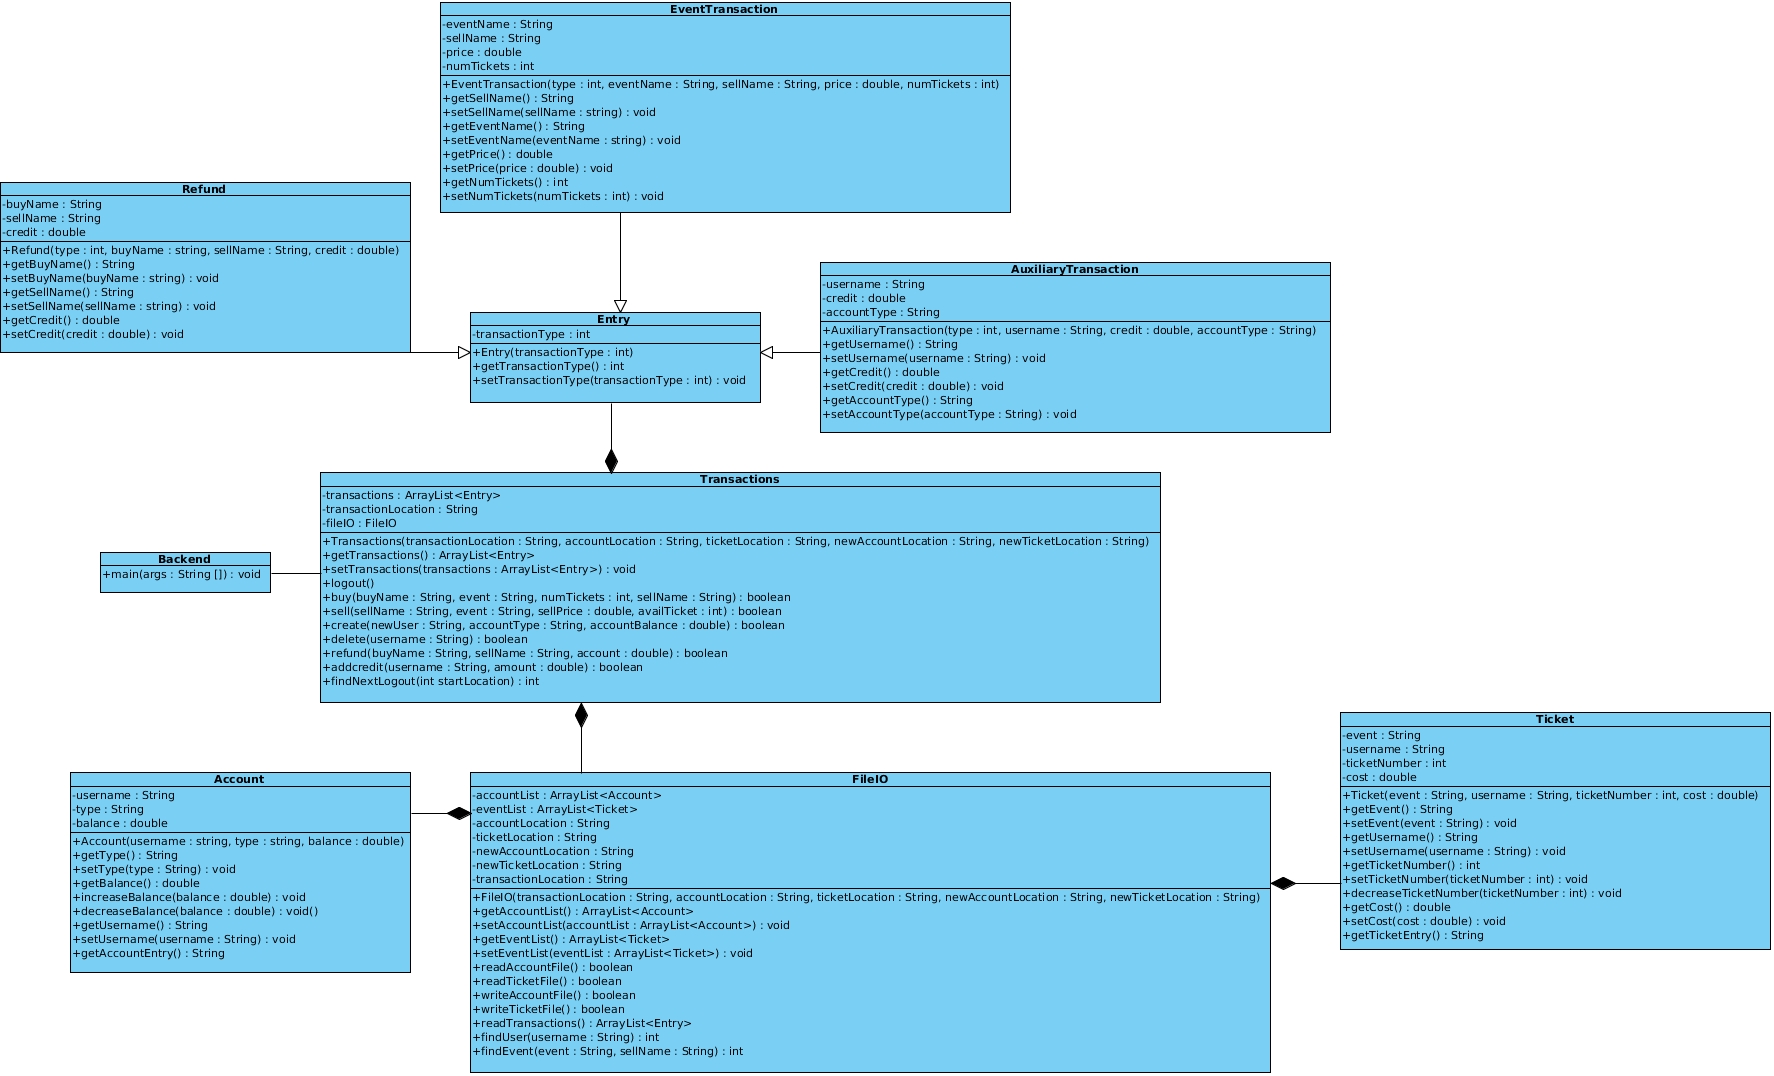 EventTransaction
-eventName : String
-sellName : String
-price : double
-numTickets : int
+EventTransaction(type : int, eventName : String, sellName : String, price : double, numTickets : int)
+getSellName() : String
+setSellName(sellName : string) : void
+getEventName() : String
+setEventName(eventName : string) : void
+getPrice() : double
+setPrice(price : double) : void
+getNumTickets() : int
+setNumTickets(numTickets : int) : void
Refund
-buyName : String
-sellName : String
-credit : double
+Refund(type : int, buyName : string, sellName : String, credit : double)
+getBuyName() : String
+setBuyName(buyName : string) : void
+getSellName() : String
+setSellName(sellName : string) : void
+getCredit() : double
+setCredit(credit : double) : void
AuxiliaryTransaction
-username : String
-credit : double
-accountType : String
+AuxiliaryTransaction(type : int, username : String, credit : double, accountType : String)
+getUsername() : String
+setUsername(username : String) : void
+getCredit() : double
+setCredit(credit : double) : void
+getAccountType() : String
+setAccountType(accountType : String) : void
Entry
-transactionType : int
+Entry(transactionType : int)
+getTransactionType() : int
+setTransactionType(transactionType : int) : void
Transactions
-transactions : ArrayList<Entry>
-transactionLocation : String
-fileIO : FileIO
+Transactions(transactionLocation : String, accountLocation : String, ticketLocation : String, newAccountLocation : String, newTicketLocation : String)
+getTransactions() : ArrayList<Entry>
+setTransactions(transactions : ArrayList<Entry>) : void
+logout()
+buy(buyName : String, event : String, numTickets : int, sellName : String) : boolean
+sell(sellName : String, event : String, sellPrice : double, availTicket : int) : boolean
+create(newUser : String, accountType : String, accountBalance : double) : boolean
+delete(username : String) : boolean
+refund(buyName : String, sellName : String, account : double) : boolean
+addcredit(username : String, amount : double) : boolean
+findNextLogout(int startLocation) : int
Backend
+main(args : String []) : void
Account
-username : String
-type : String
-balance : double
+Account(username : string, type : string, balance : double)
+getType() : String
+setType(type : String) : void
+getBalance() : double
+increaseBalance(balance : double) : void
+decreaseBalance(balance : double) : void()
+getUsername() : String
+setUsername(username : String) : void
+getAccountEntry() : String
FileIO
-accountList : ArrayList<Account>
-eventList : ArrayList<Ticket>
-accountLocation : String
-ticketLocation : String
-newAccountLocation : String
-newTicketLocation : String
-transactionLocation : String
+FileIO(transactionLocation : String, accountLocation : String, ticketLocation : String, newAccountLocation : String, newTicketLocation : String)
+getAccountList() : ArrayList<Account>
+setAccountList(accountList : ArrayList<Account>) : void
+getEventList() : ArrayList<Ticket>
+setEventList(eventList : ArrayList<Ticket>) : void
+readAccountFile() : boolean
+readTicketFile() : boolean
+writeAccountFile() : boolean
+writeTicketFile() : boolean
+readTransactions() : ArrayList<Entry>
+findUser(username : String) : int
+findEvent(event : String, sellName : String) : int
Ticket
-event : String
-username : String
-ticketNumber : int
-cost : double
+Ticket(event : String, username : String, ticketNumber : int, cost : double)
+getEvent() : String
+setEvent(event : String) : void
+getUsername() : String
+setUsername(username : String) : void
+getTicketNumber() : int
+setTicketNumber(ticketNumber : int) : void
+decreaseTicketNumber(ticketNumber : int) : void
+getCost() : double
+setCost(cost : double) : void
+getTicketEntry() : String